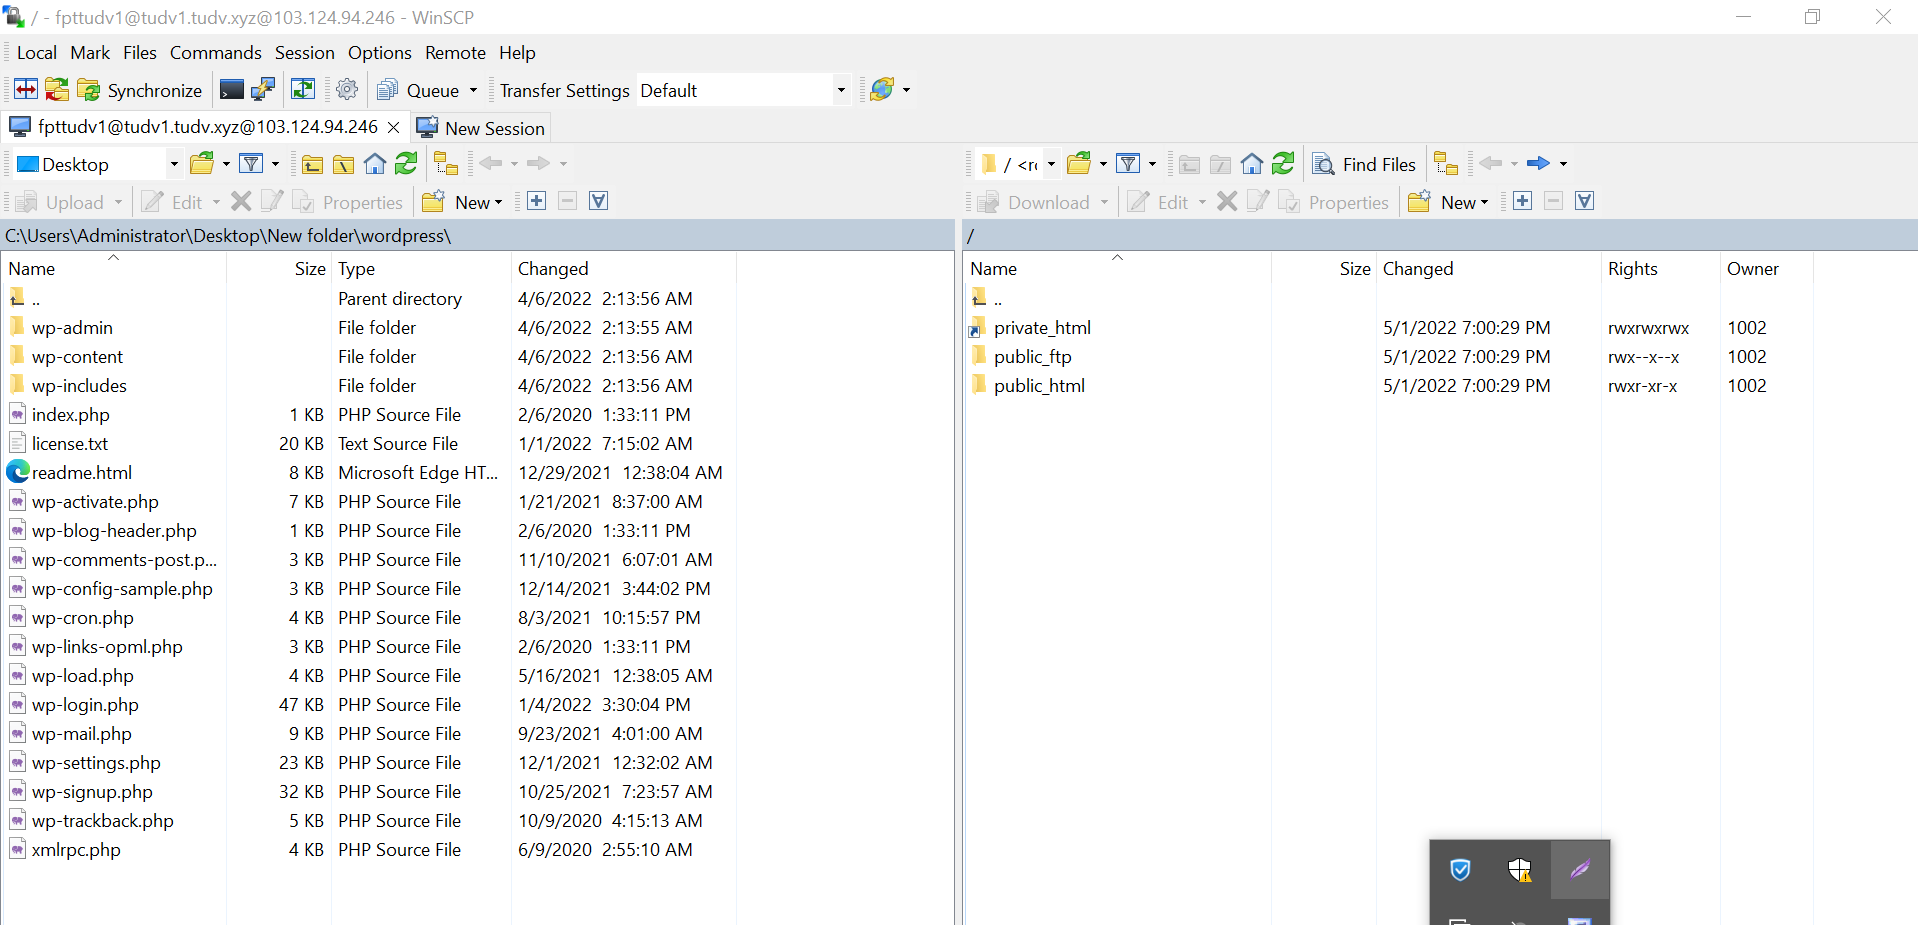 / - fpttudv1@tudv1.tudv.xyz@103.124.94.246 - WinSCP
Local Mark Files Commands Session Options Remote Help
Synchronize Queue Transfer Settings Default
fpttudv1@tudv1.tudv.xyz@103.124.94.246 New Session
Desktop
Upload Edit Properties New
C:\Users\Administrator\Desktop\New folder\wordpress\
Name Size Type Changed
.. Parent directory 4/6/2022 2:13:56 AM
wp-admin File folder 4/6/2022 2:13:55 AM
wp-content File folder 4/6/2022 2:13:56 AM
wp-includes File folder 4/6/2022 2:13:56 AM
index.php 1 KB PHP Source File 2/6/2020 1:33:11 PM
license.txt 20 KB Text Source File 1/1/2022 7:15:02 AM
readme.html 8 KB Microsoft Edge HT... 12/29/2021 12:38:04 AM
wp-activate.php 7 KB PHP Source File 1/21/2021 8:37:00 AM
wp-blog-header.php 1 KB PHP Source File 2/6/2020 1:33:11 PM
wp-comments-post.p... 3 KB PHP Source File 11/10/2021 6:07:01 AM
wp-config-sample.php 3 KB PHP Source File 12/14/2021 3:44:02 PM
wp-cron.php 4 KB PHP Source File 8/3/2021 10:15:57 PM
wp-links-opml.php 3 KB PHP Source File 2/6/2020 1:33:11 PM
wp-load.php 4 KB PHP Source File 5/16/2021 12:38:05 AM
wp-login.php 47 KB PHP Source File 1/4/2022 3:30:04 PM
wp-mail.php 9 KB PHP Source File 9/23/2021 4:01:00 AM
wp-settings.php 23 KB PHP Source File 12/1/2021 12:32:02 AM
wp-signup.php 32 KB PHP Source File 10/25/2021 7:23:57 AM
wp-trackback.php 5 KB PHP Source File 10/9/2020 4:15:13 AM
xmlrpc.php 4 KB PHP Source File 6/9/2020 2:55:10 AM
/ <r Find Files
Download Edit Properties New
/
Name Size Changed Rights Owner
..
private_html 5/1/2022 7:00:29 PM rwxrwxrwx 1002
public_ftp 5/1/2022 7:00:29 PM rwx--x--x 1002
public_html 5/1/2022 7:00:29 PM rwxr-xr-x 1002